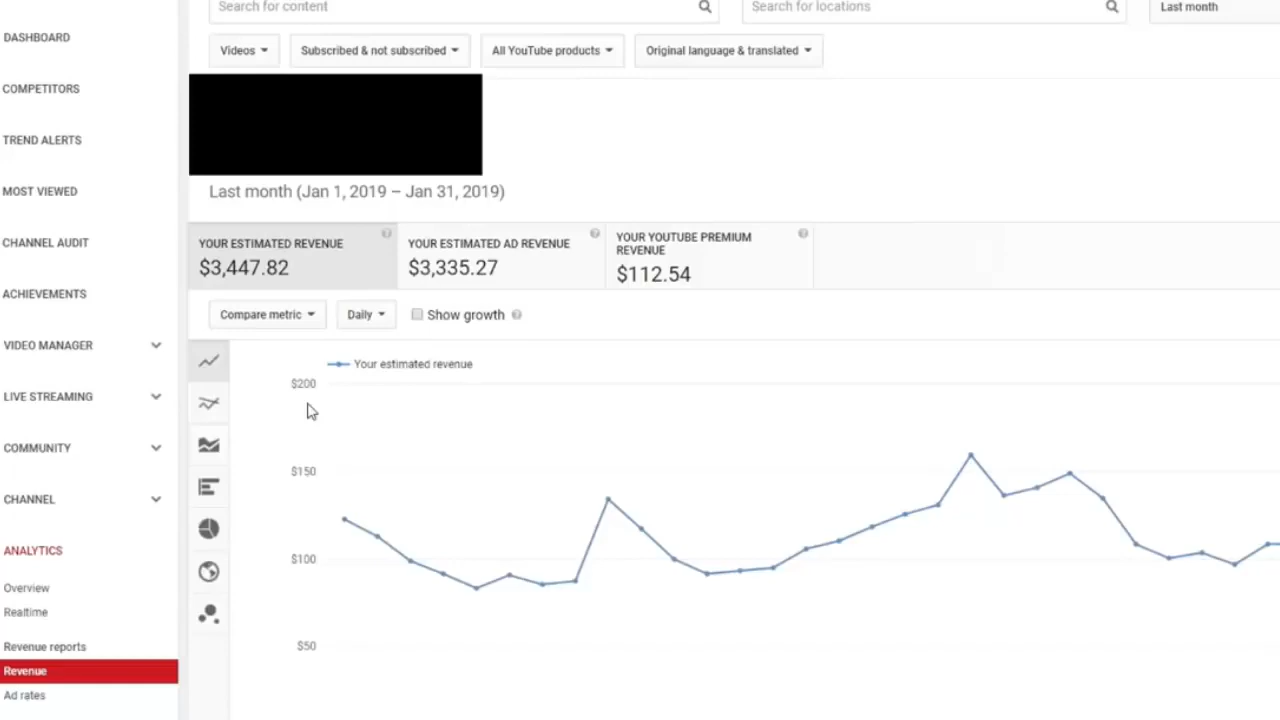 Search for content
Search for locations
Last month
DASHBOARD
Videos
Subscribed & not subscribed
All YouTube products
Original language & translated
COMPETITORS
TREND ALERTS
MOST VIEWED
Last month (Jan 1, 2019 – Jan 31, 2019)
CHANNEL AUDIT
YOUR ESTIMATED REVENUE
$3,447.82
YOUR ESTIMATED AD REVENUE
$3,335.27
YOUR YOUTUBE PREMIUM
REVENUE
$112.54
ACHIEVEMENTS
Compare metric
Daily
Show growth
VIDEO MANAGER
Your estimated revenue
$200
LIVE STREAMING
COMMUNITY
$150
CHANNEL
ANALYTICS
$100
Overview
Realtime
Revenue reports
$50
Revenue
Ad rates